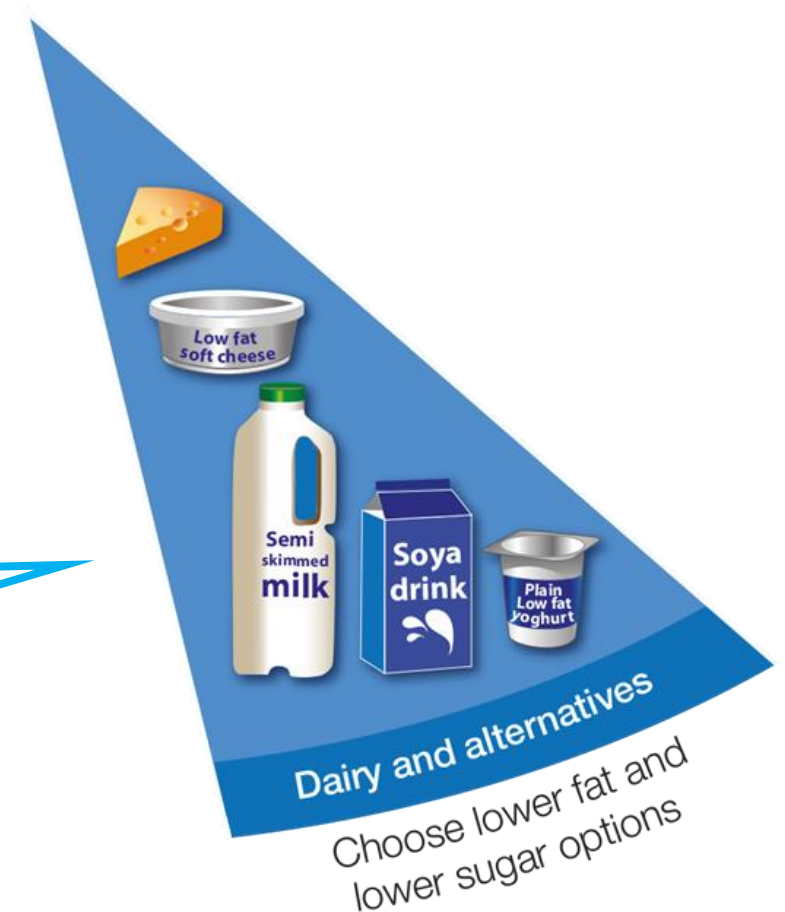 Low fat
soft cheese
Semi
skimmed
milk
Soya
drink
Plain
Low fat
yoghurt
Dairy and alternatives
Choose lower fat and
lower sugar options